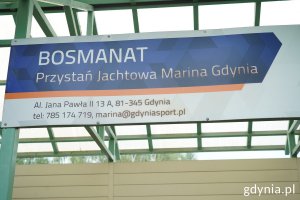 BOSMANAT
Przystań Jachtowa Marina Gdynia
Al. Jana Pawła II 13 A, 81-345 Gdynia
tel: 785 174 719, marina@gdyniasport.pl
gdynia.pl